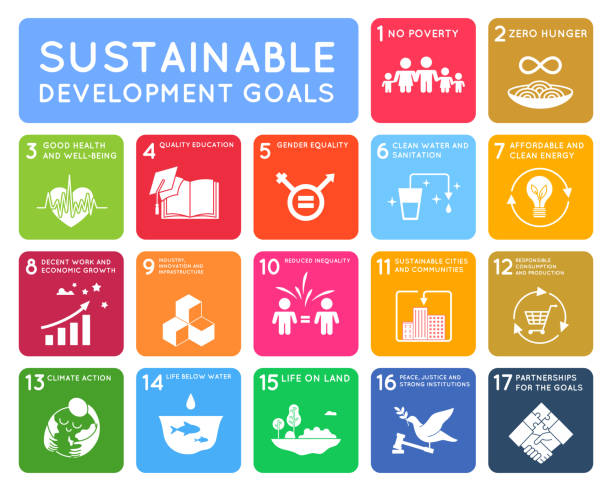 SUSTAINABLE
DEVELOPMENT GOALS
1 NO POVERTY
2 ZERO HUNGER
3 GOOD HEALTH
AND WELL-BEING
4 QUALITY EDUCATION
5 GENDER EQUALITY
6 CLEAN WATER AND
SANITATION
7 AFFORDABLE AND
CLEAN ENERGY
8 DECENT WORK AND
ECONOMIC GROWTH
9 INDUSTRY,
INNOVATION AND
INFRASTRUCTURE
10 REDUCED INEQUALITY
11 SUSTAINABLE CITIES
AND COMMUNITIES
12 RESPONSIBLE
CONSUMPTION
AND PRODUCTION
13 CLIMATE ACTION
14 LIFE BELOW WATER
15 LIFE ON LAND
16 PEACE, JUSTICE AND
STRONG INSTITUTIONS
17 PARTNERSHIPS
FOR THE GOALS